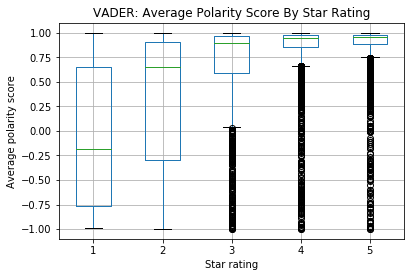 VADER: Average Polarity Score By Star Rating
1.00
0.75
0.50
0.25
0.00
−0.25
−0.50
−0.75
−1.00
Average polarity score
1 2 3 4 5
Star rating